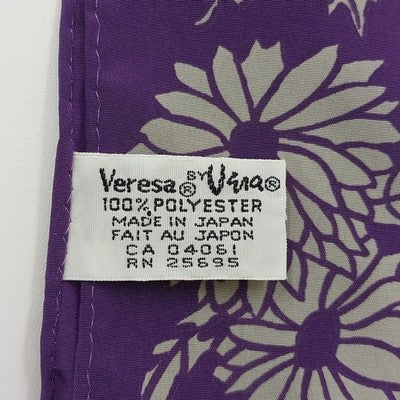 Veresa® BY Vera®
100% POLYESTER
MADE IN JAPAN
FAIT AU JAPON
CA 04061
RN 25695